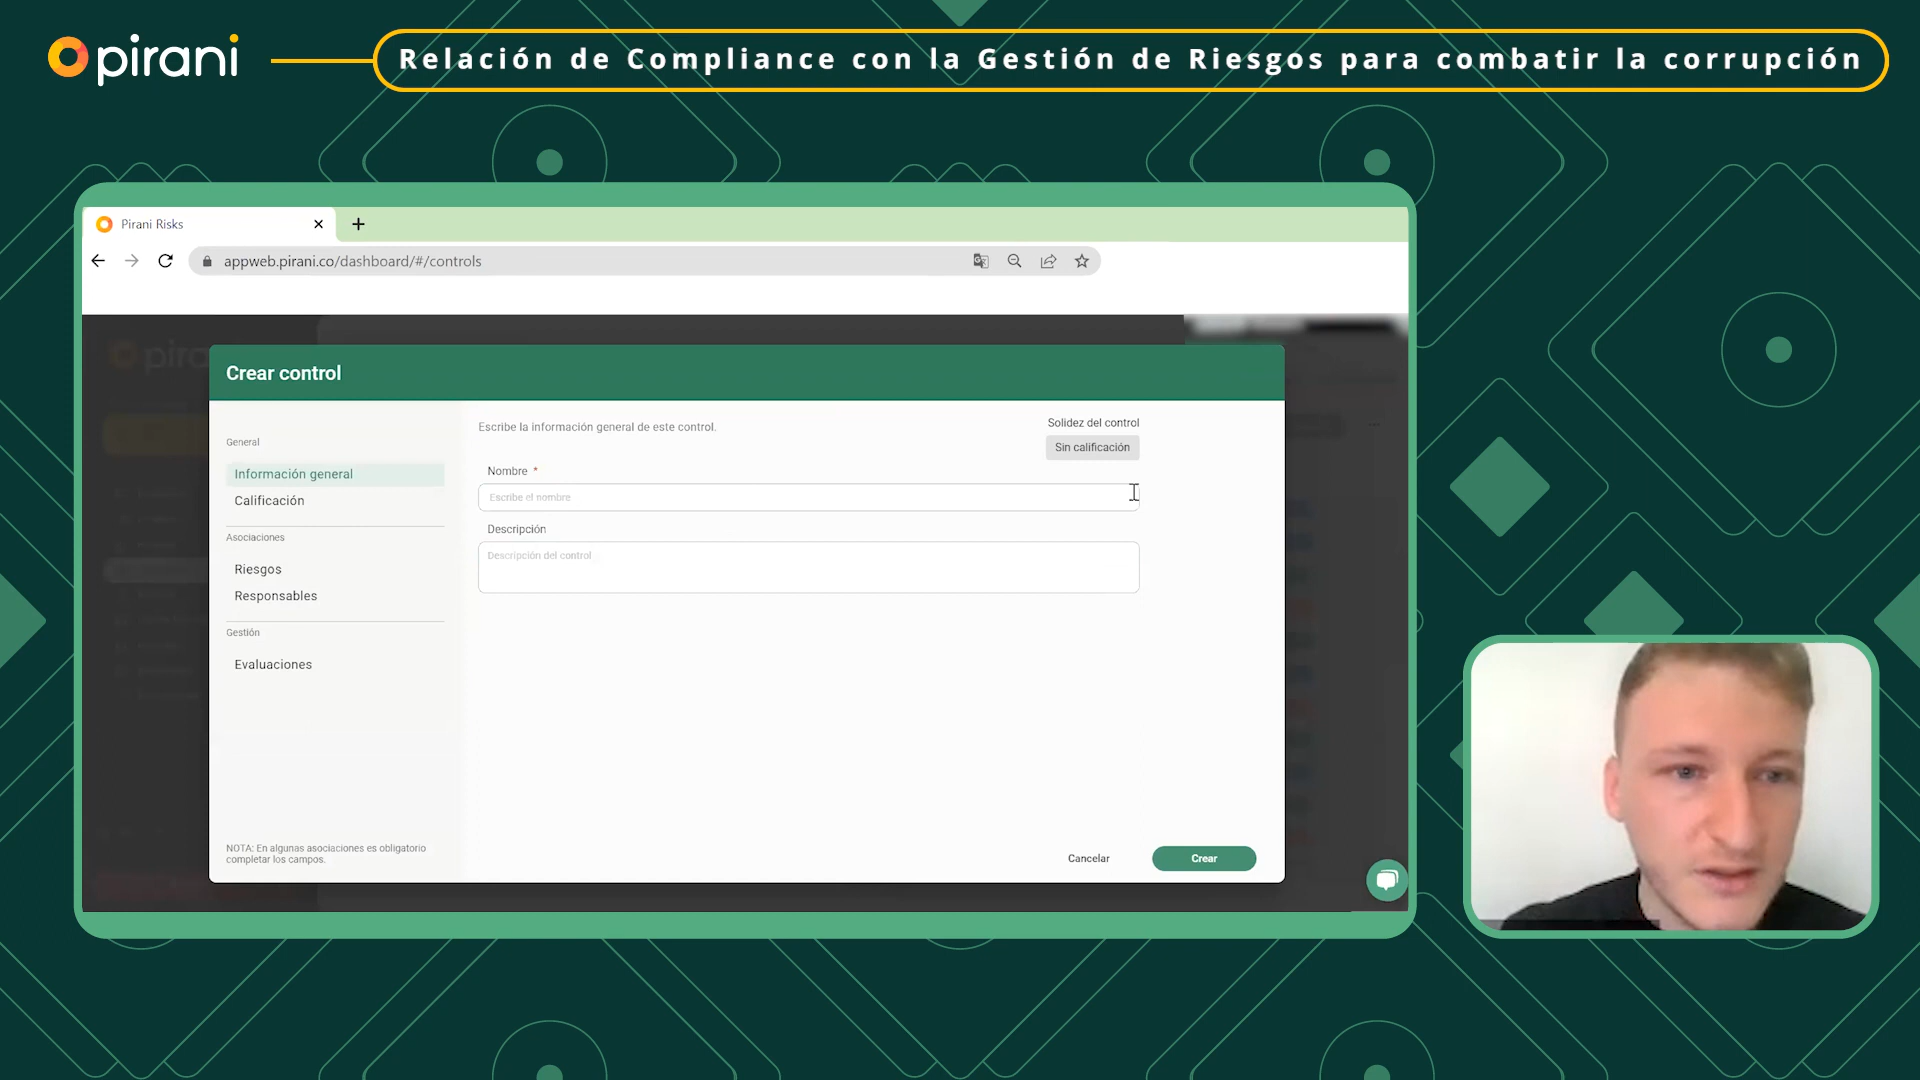 pirani
Relación de Compliance con la Gestión de Riesgos para combatir la corrupción
Pirani Risks
appweb.pirani.co/dashboard/#/controls
Crear control
General
Información general
Calificación
Asociaciones
Riesgos
Responsables
Gestión
Evaluaciones
NOTA: En algunas asociaciones es obligatorio
completar los campos.
Escribe la información general de este control.
Solidez del control
Sin calificación
Nombre *
Escribe el nombre
Descripción
Descripción del control
Cancelar
Crear